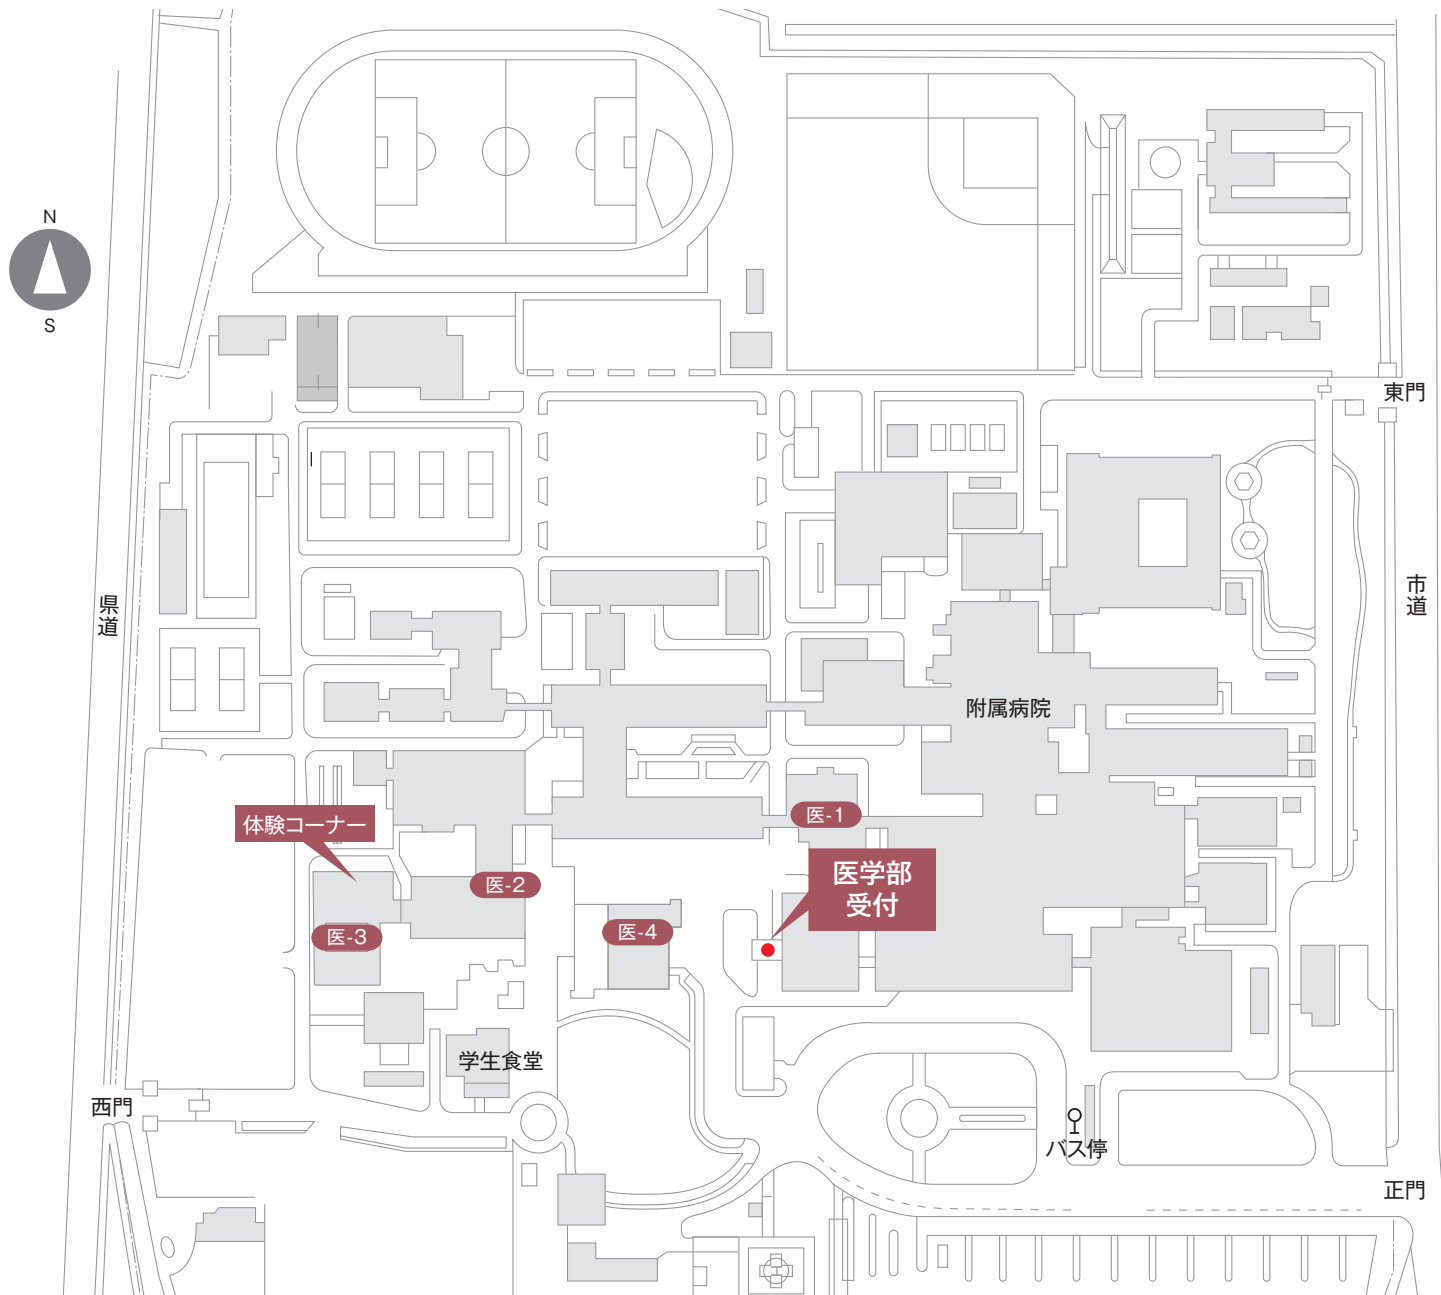 N
S
東門
県道
市道
附属病院
体験コーナー
医-1
医学部
受付
医-2
医-3
医-4
学生食堂
西門
バス停
正門